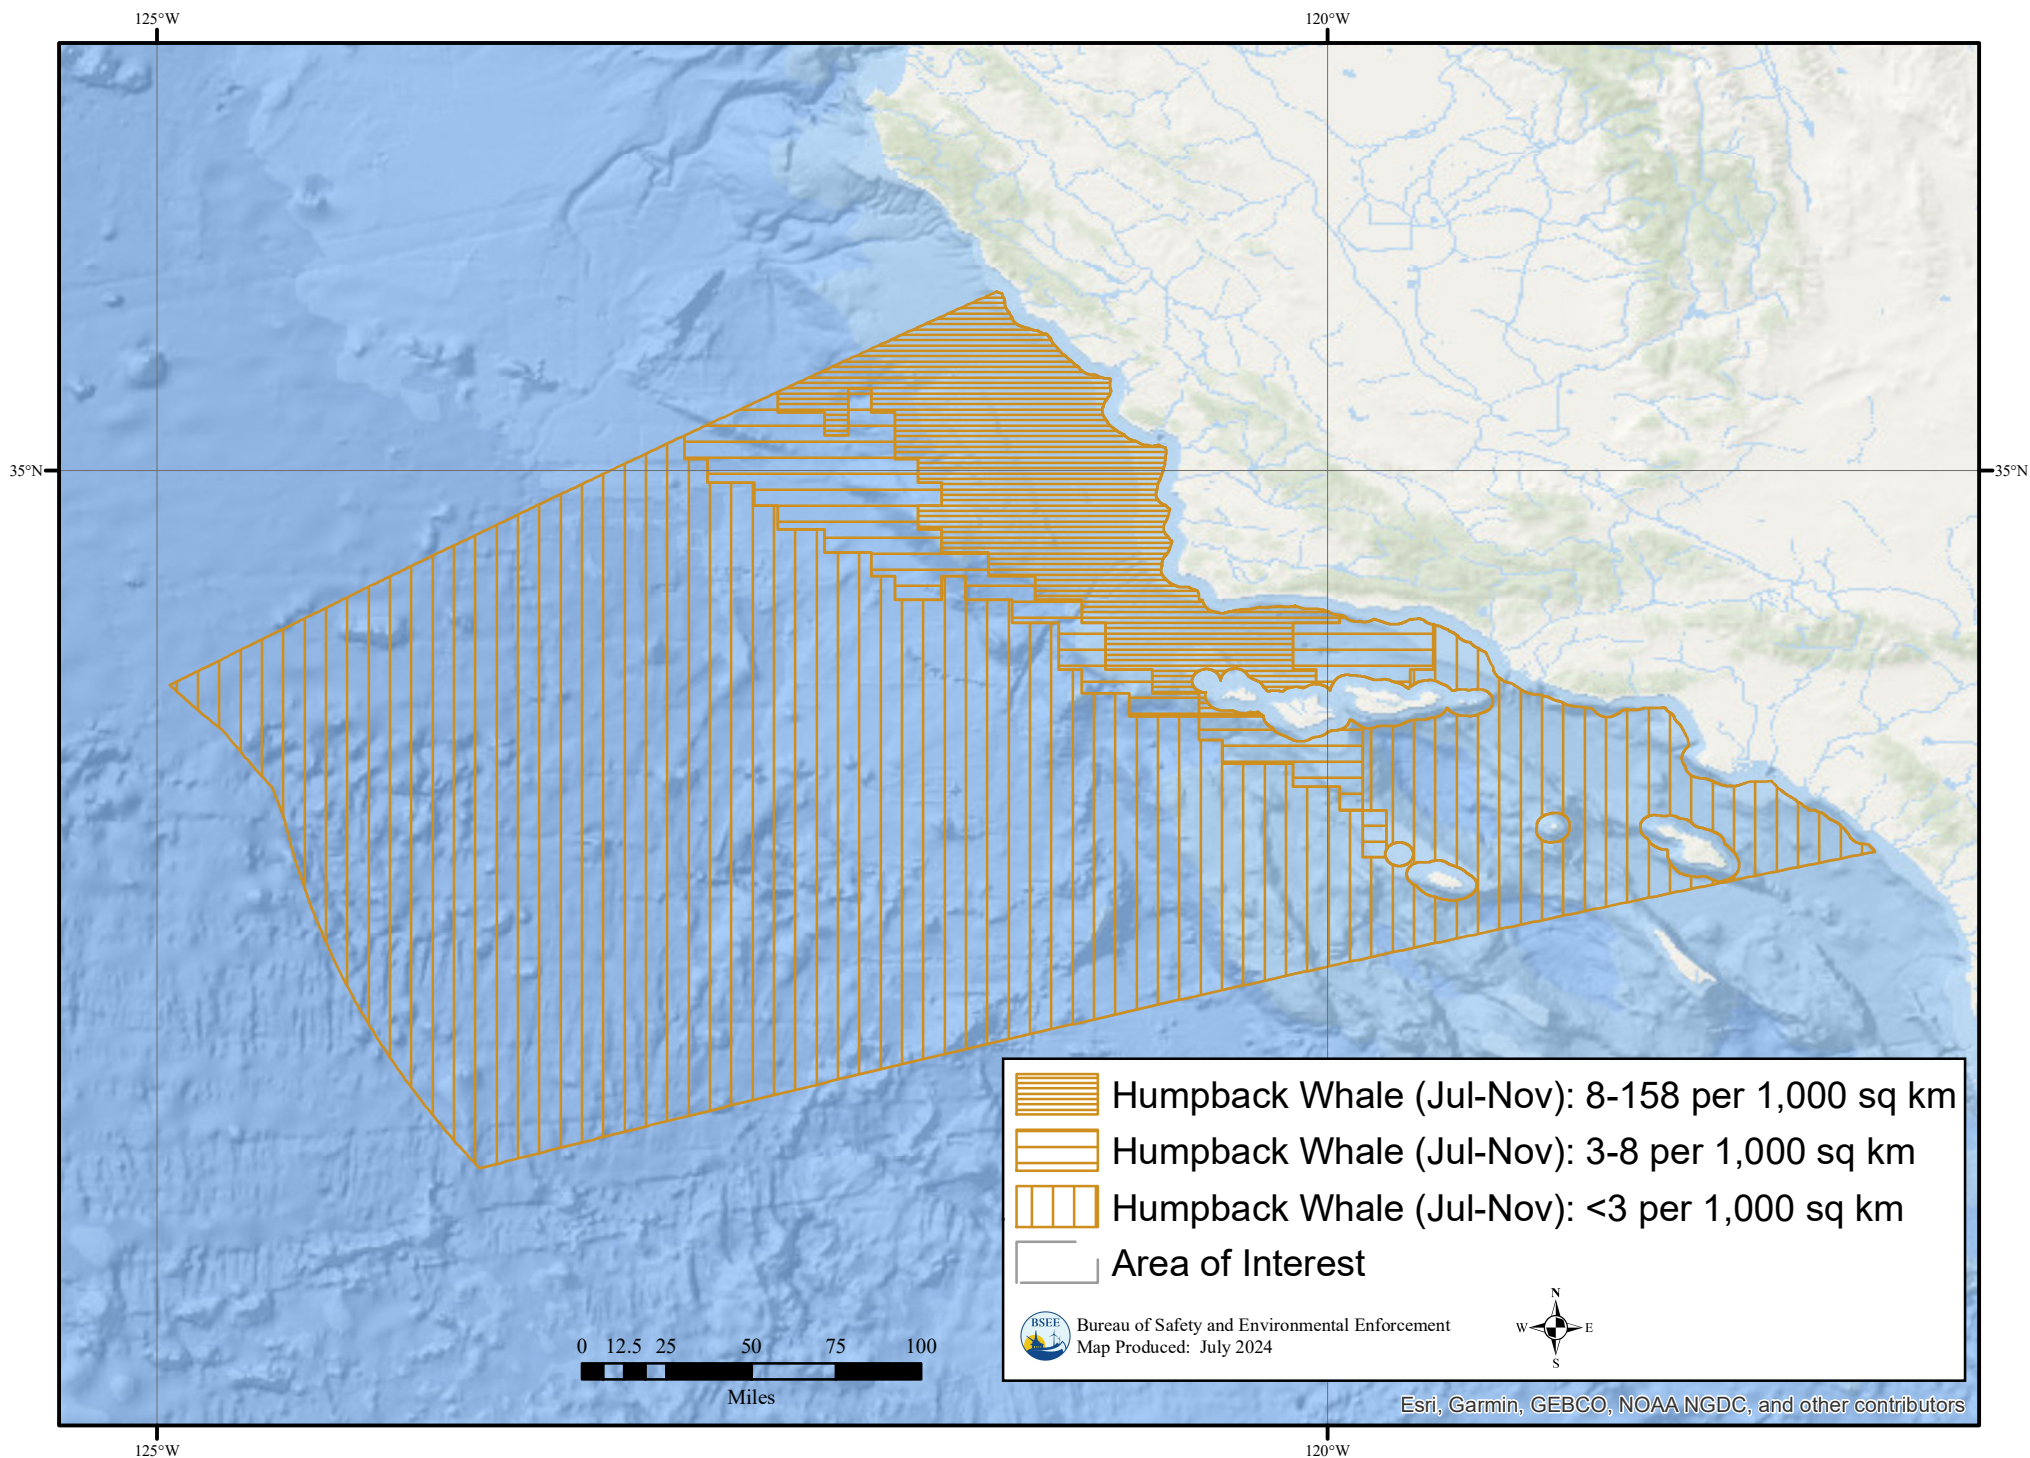 125°W 120°W
35°N 35°N
Humpback Whale (Jul-Nov): 8-158 per 1,000 sq km
Humpback Whale (Jul-Nov): 3-8 per 1,000 sq km
Humpback Whale (Jul-Nov): <3 per 1,000 sq km
Area of Interest
N
W E
S
BSEE
Bureau of Safety and Environmental Enforcement
Map Produced: July 2024
0 12.5 25 50 75 100
Miles
Esri, Garmin, GEBCO, NOAA NGDC, and other contributors
125°W 120°W